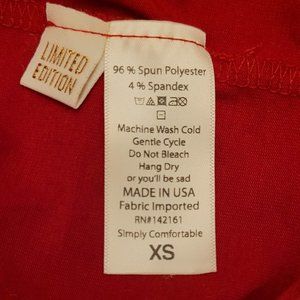 LIMITED
EDITION
96 % Spun Polyester
4 % Spandex
Machine Wash Cold
Gentle Cycle
Do Not Bleach
Hang Dry
or you'll be sad
MADE IN USA
Fabric Imported
RN#142161
Simply Comfortable
XS